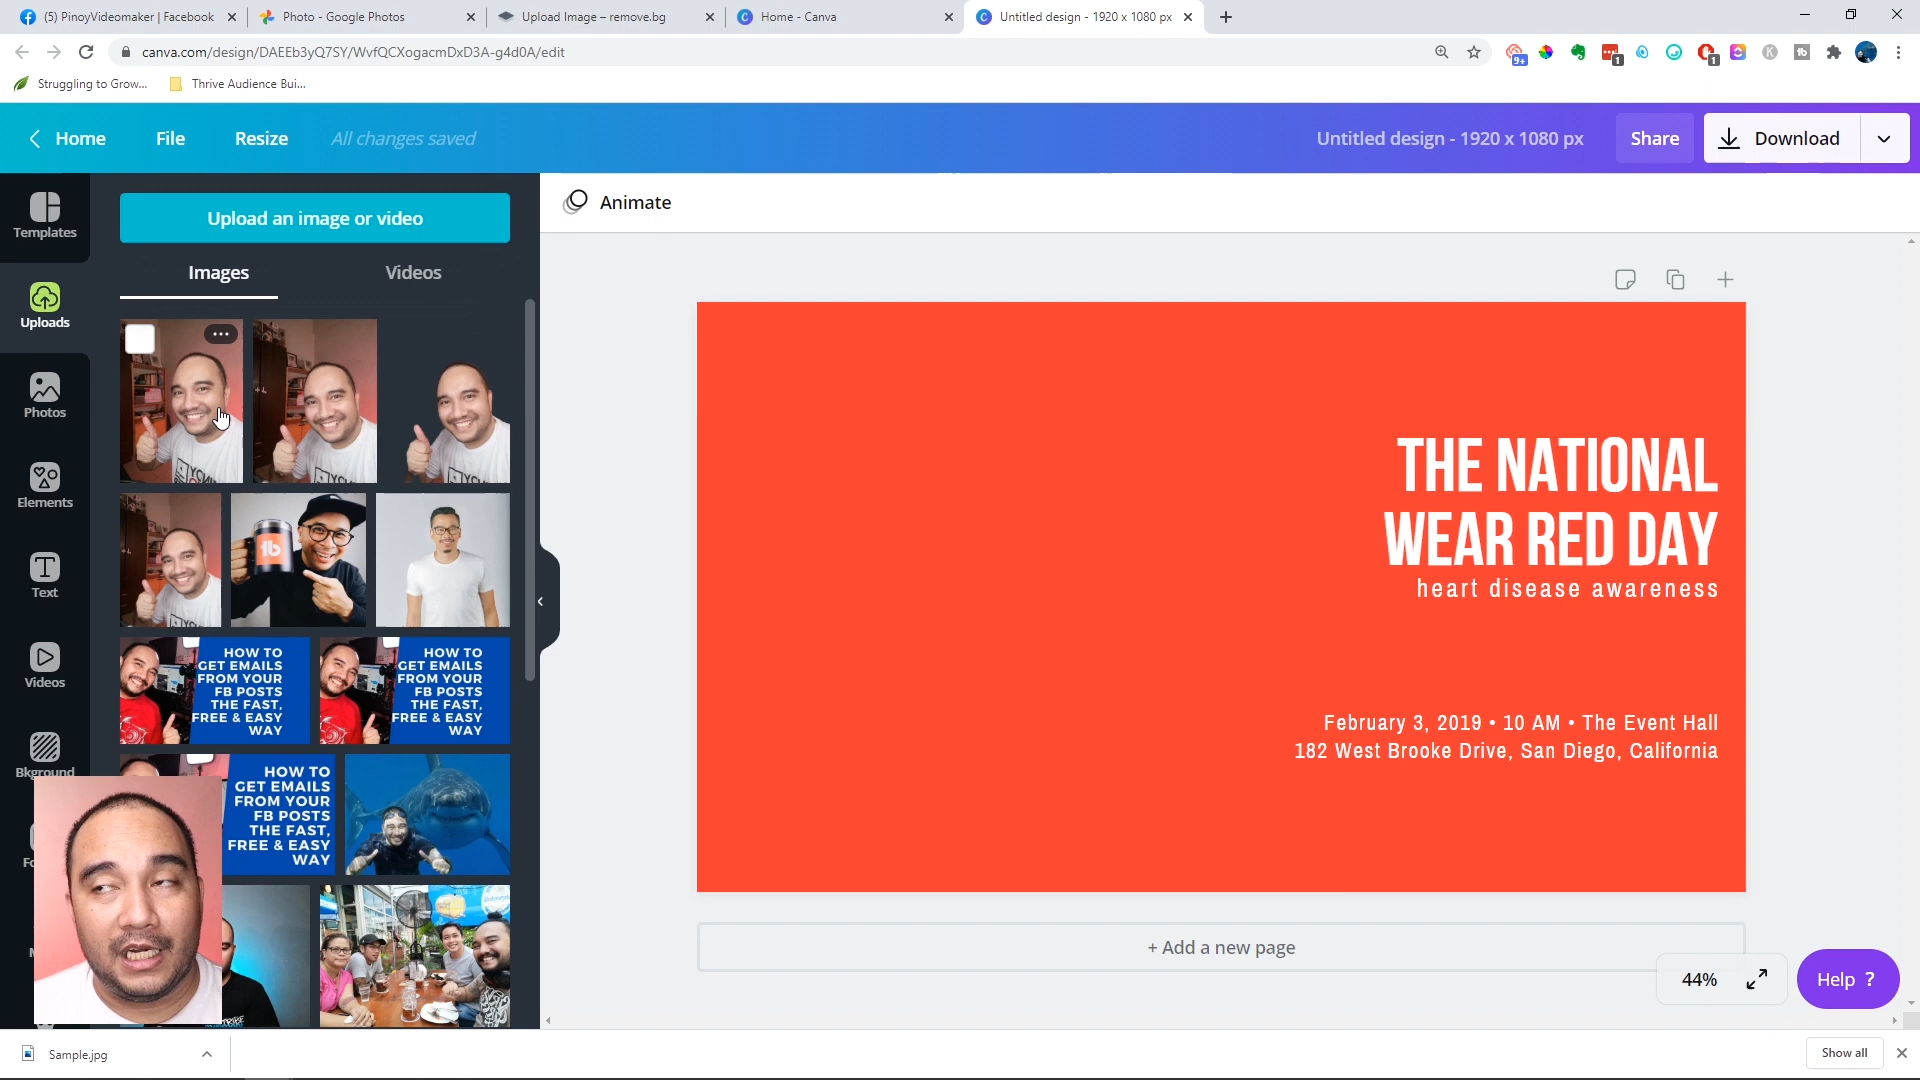 (5) PinoyVideomaker | Facebook
Photo - Google Photos
Upload Image – remove.bg
Home - Canva
Untitled design - 1920 x 1080 px
canva.com/design/DAEEb3yQ7SY/WvfQCXogacmDxD3A-g4d0A/edit
9+
1
1
Struggling to Grow...
Thrive Audience Bui...
Home
File
Resize
All changes saved
Untitled design - 1920 x 1080 px
Share
Download
Templates
Uploads
Photos
Elements
Text
Videos
Bkground
Upload an image or video
Images
Videos
Animate
HOW TO
GET EMAILS
FROM YOUR
FB POSTS
THE FAST,
FREE & EASY
WAY
HOW TO
GET EMAILS
FROM YOUR
FB POSTS
THE FAST,
FREE & EASY
WAY
HOW TO
GET EMAILS
FROM YOUR
FB POSTS
THE FAST,
FREE & EASY
WAY
THE NATIONAL
WEAR RED DAY
heart disease awareness
February 3, 2019 • 10 AM • The Event Hall
182 West Brooke Drive, San Diego, California
+ Add a new page
44%
Help ?
Sample.jpg
Show all